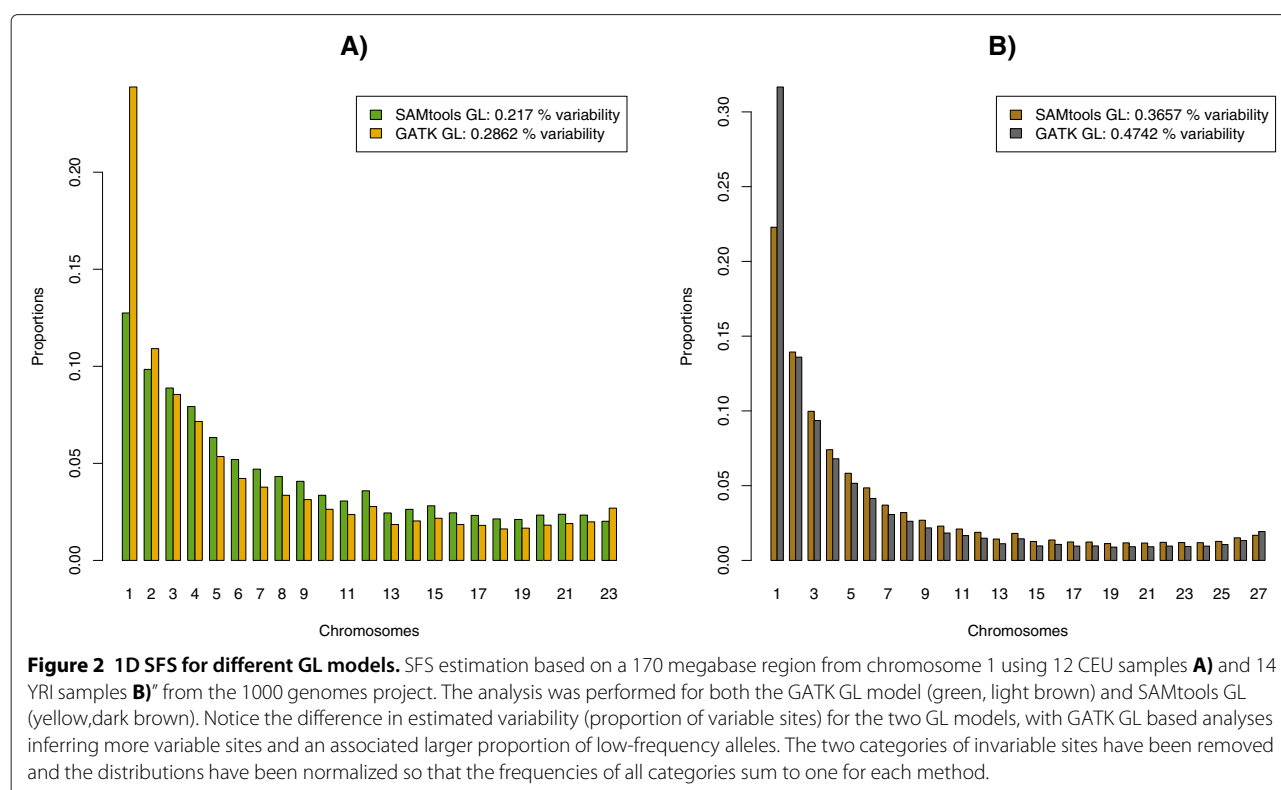 A)
SAMtools GL: 0.217 % variability
GATK GL: 0.2862 % variability
Proportions
0.20
0.15
0.10
0.05
0.00
1 2 3 4 5 6 7 8 9 11 13 15 17 19 21 23
Chromosomes
B)
SAMtools GL: 0.3657 % variability
GATK GL: 0.4742 % variability
Proportions
0.30
0.25
0.20
0.15
0.10
0.05
0.00
1 3 5 7 9 11 13 15 17 19 21 23 25 27
Chromosomes
Figure 2 1D SFS for different GL models. SFS estimation based on a 170 megabase region from chromosome 1 using 12 CEU samples A) and 14
YRI samples B)" from the 1000 genomes project. The analysis was performed for both the GATK GL model (green, light brown) and SAMtools GL
(yellow,dark brown). Notice the difference in estimated variability (proportion of variable sites) for the two GL models, with GATK GL based analyses
inferring more variable sites and an associated larger proportion of low-frequency alleles. The two categories of invariable sites have been removed
and the distributions have been normalized so that the frequencies of all categories sum to one for each method.